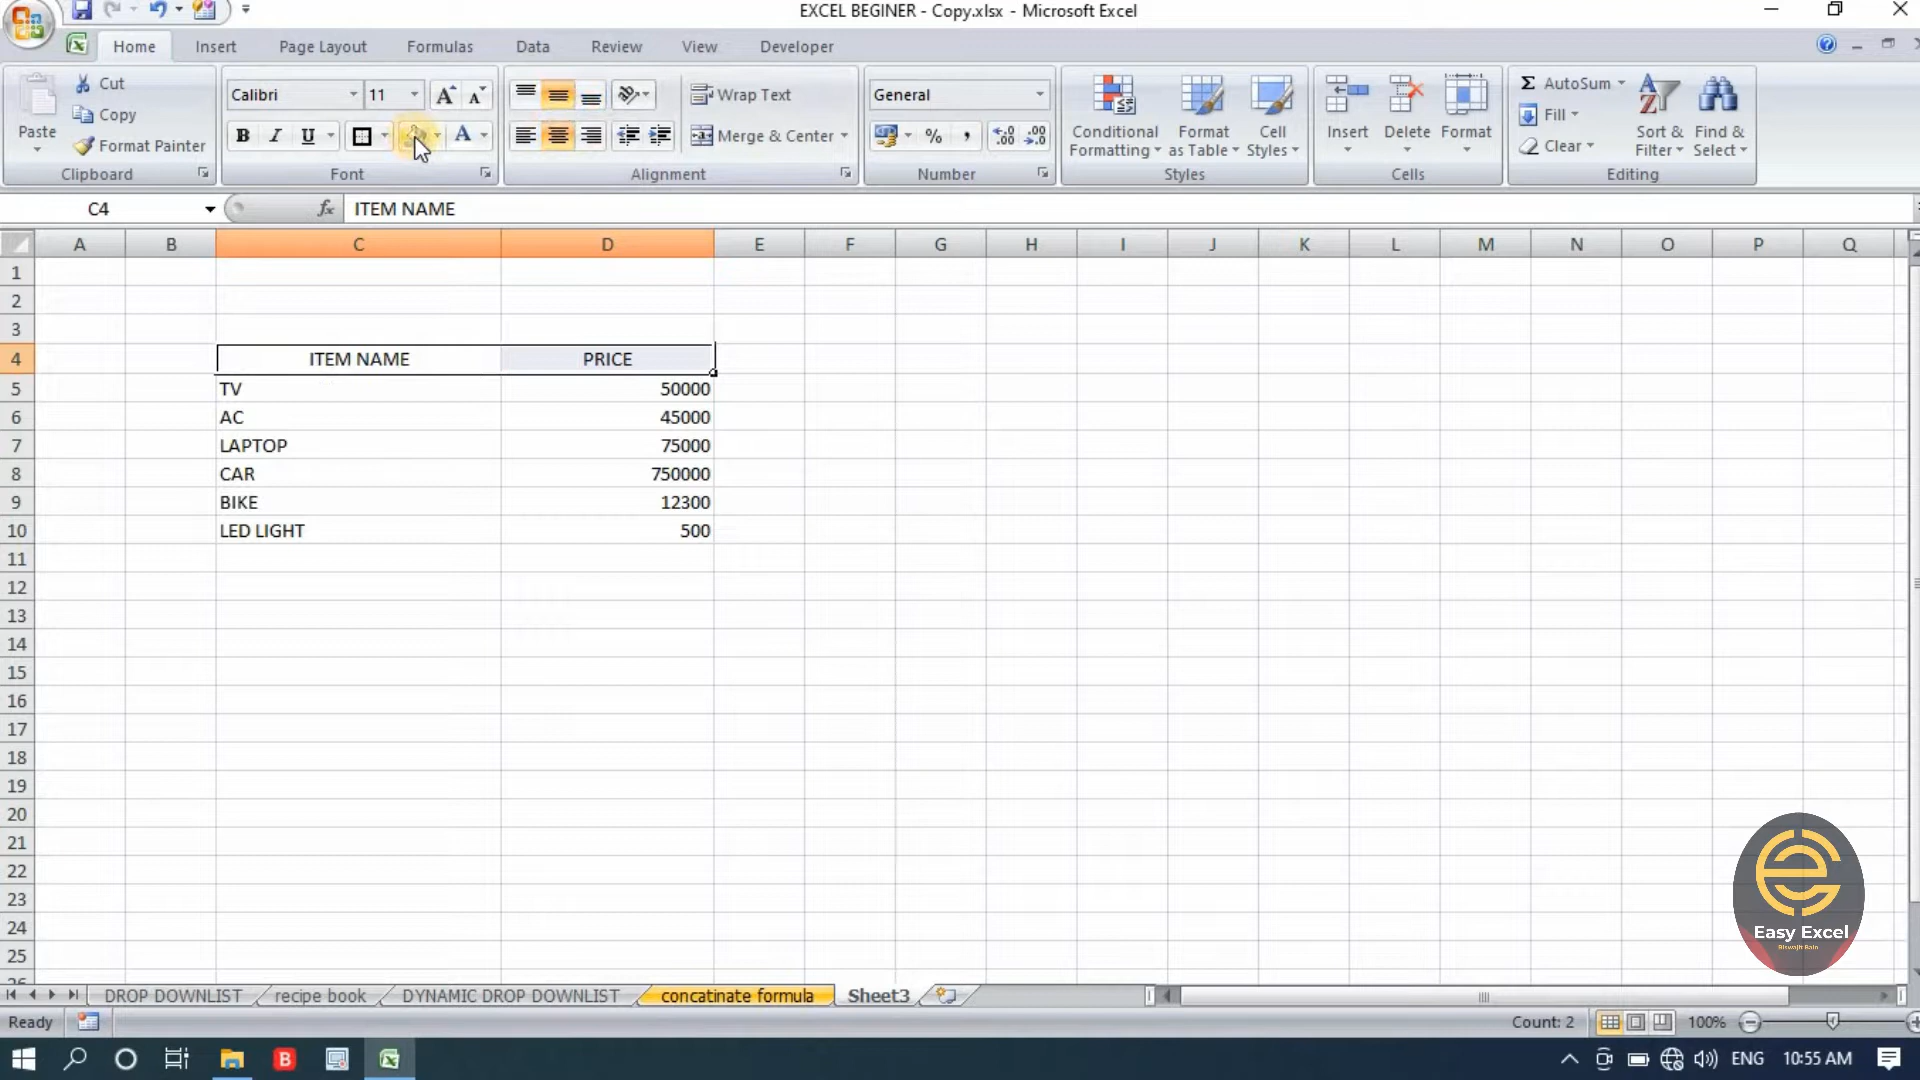 EXCEL BEGINER - Copy.xlsx - Microsoft Excel
Home Insert Page Layout Formulas Data Review View Developer
Paste
Cut
Copy
Format Painter
Clipboard
Calibri 11
B I U A
Font
Wrap Text
Merge & Center
Alignment
General
% ,
Number
Conditional Formatting
Format as Table
Cell Styles
Styles
Insert Delete Format
Cells
Σ AutoSum
Fill
Clear
Sort & Filter
Find & Select
Editing
C4 fx ITEM NAME
A B C D E F G H I J K L M N O P Q
1
2
3
4 ITEM NAME PRICE
5 TV 50000
6 AC 45000
7 LAPTOP 75000
8 CAR 750000
9 BIKE 12300
10 LED LIGHT 500
11
12
13
14
15
16
17
18
19
20
21
22
23
24
25
Easy Excel
Biswajit Rain
DROP DOWNLIST recipe book DYNAMIC DROP DOWNLIST concatinate formula Sheet3
Ready Count: 2 100%
B ENG 10:55 AM